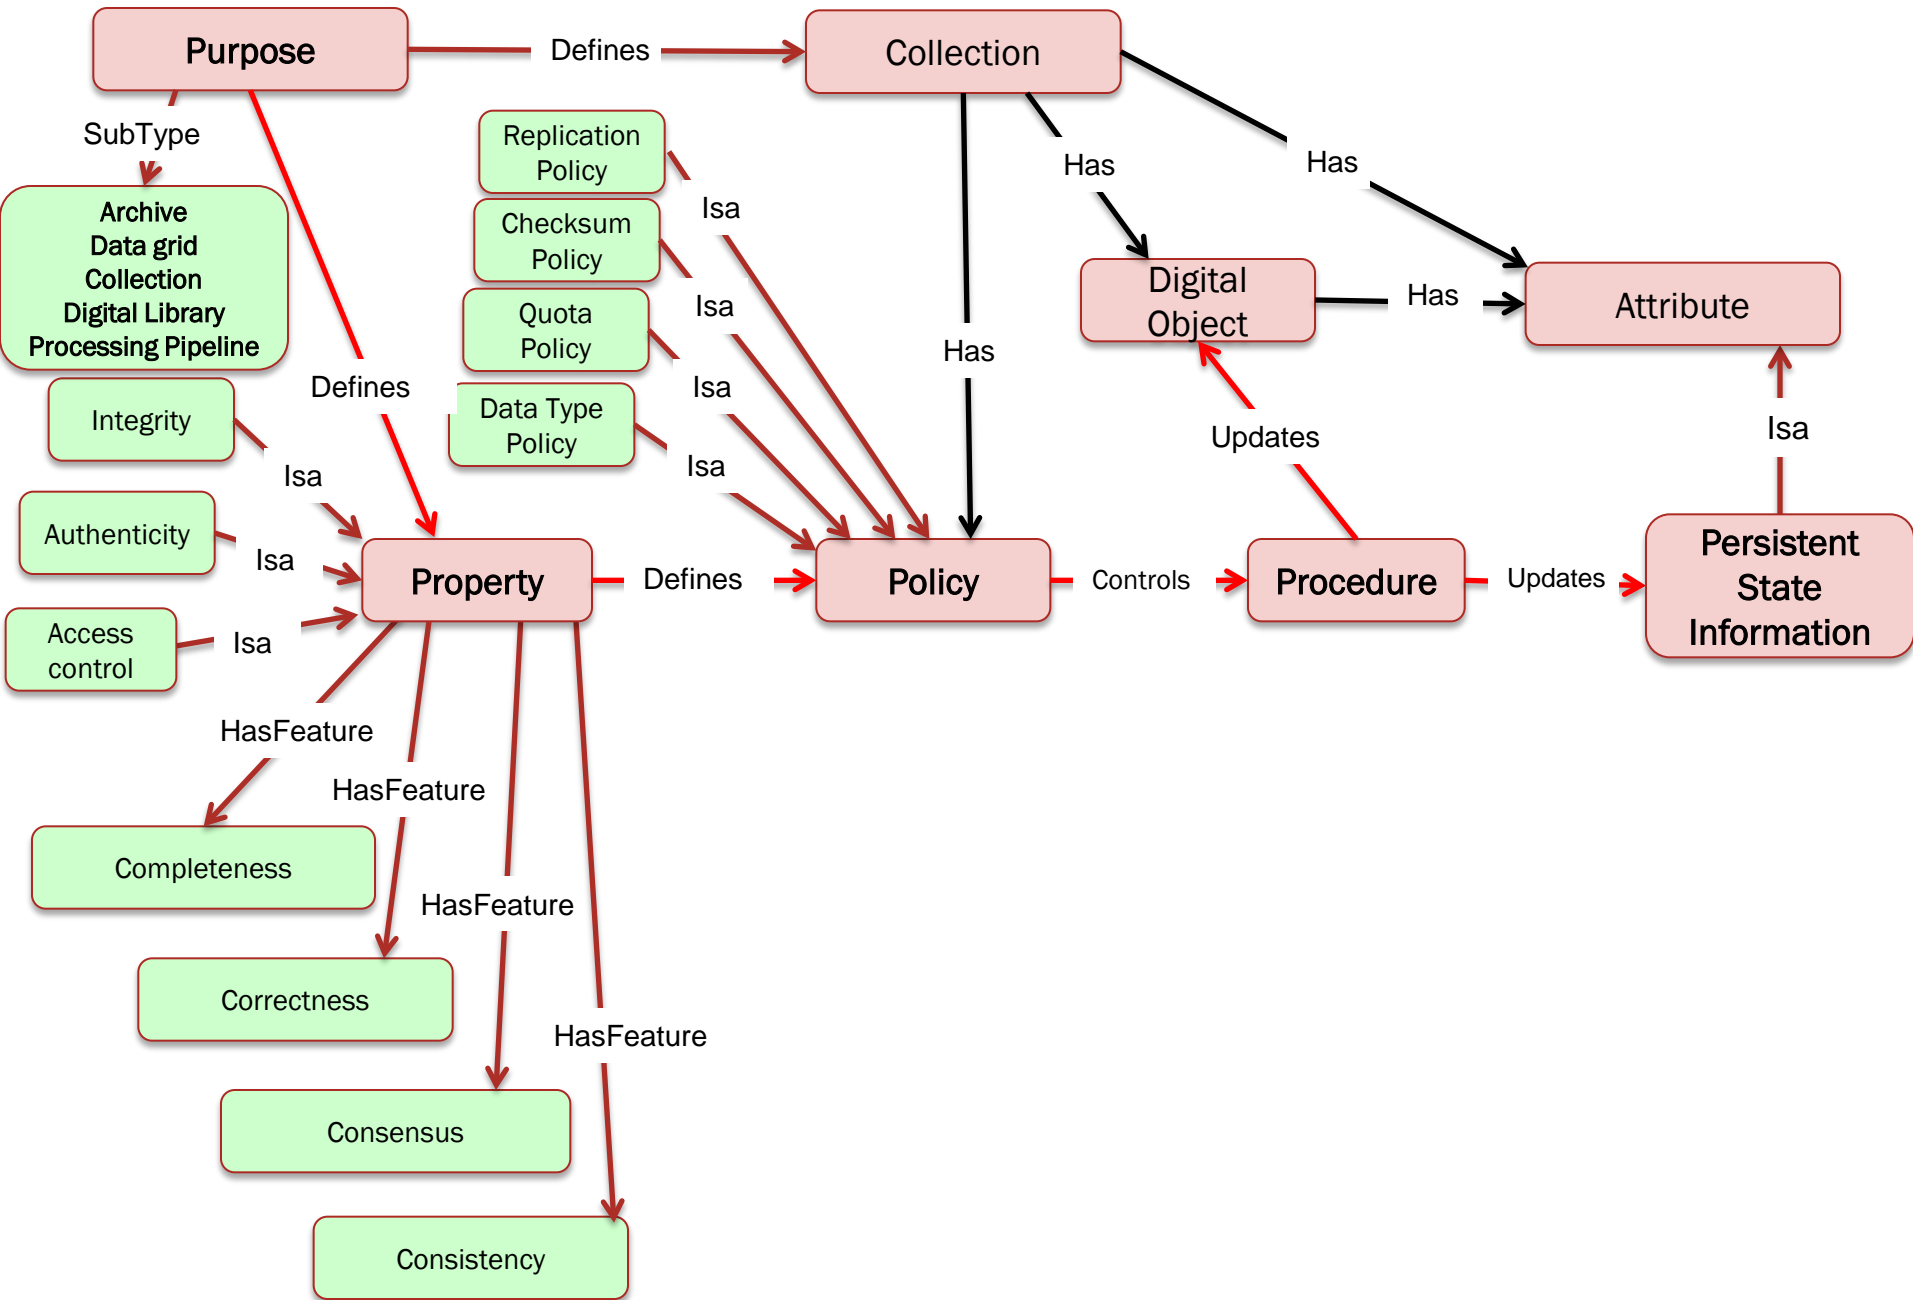 Purpose
Defines
Collection
SubType
Archive
Data grid
Collection
Digital Library
Processing Pipeline
Replication
Policy
Isa
Checksum
Policy
Isa
Quota
Policy
Isa
Data Type
Policy
Isa
Has
Has
Has
Digital
Object
Has
Attribute
Defines
Integrity
Isa
Authenticity
Isa
Access
control
Isa
Updates
Isa
Property
Defines
Policy
Controls
Procedure
Updates
Persistent
State
Information
HasFeature
HasFeature
HasFeature
HasFeature
Completeness
Correctness
Consensus
Consistency